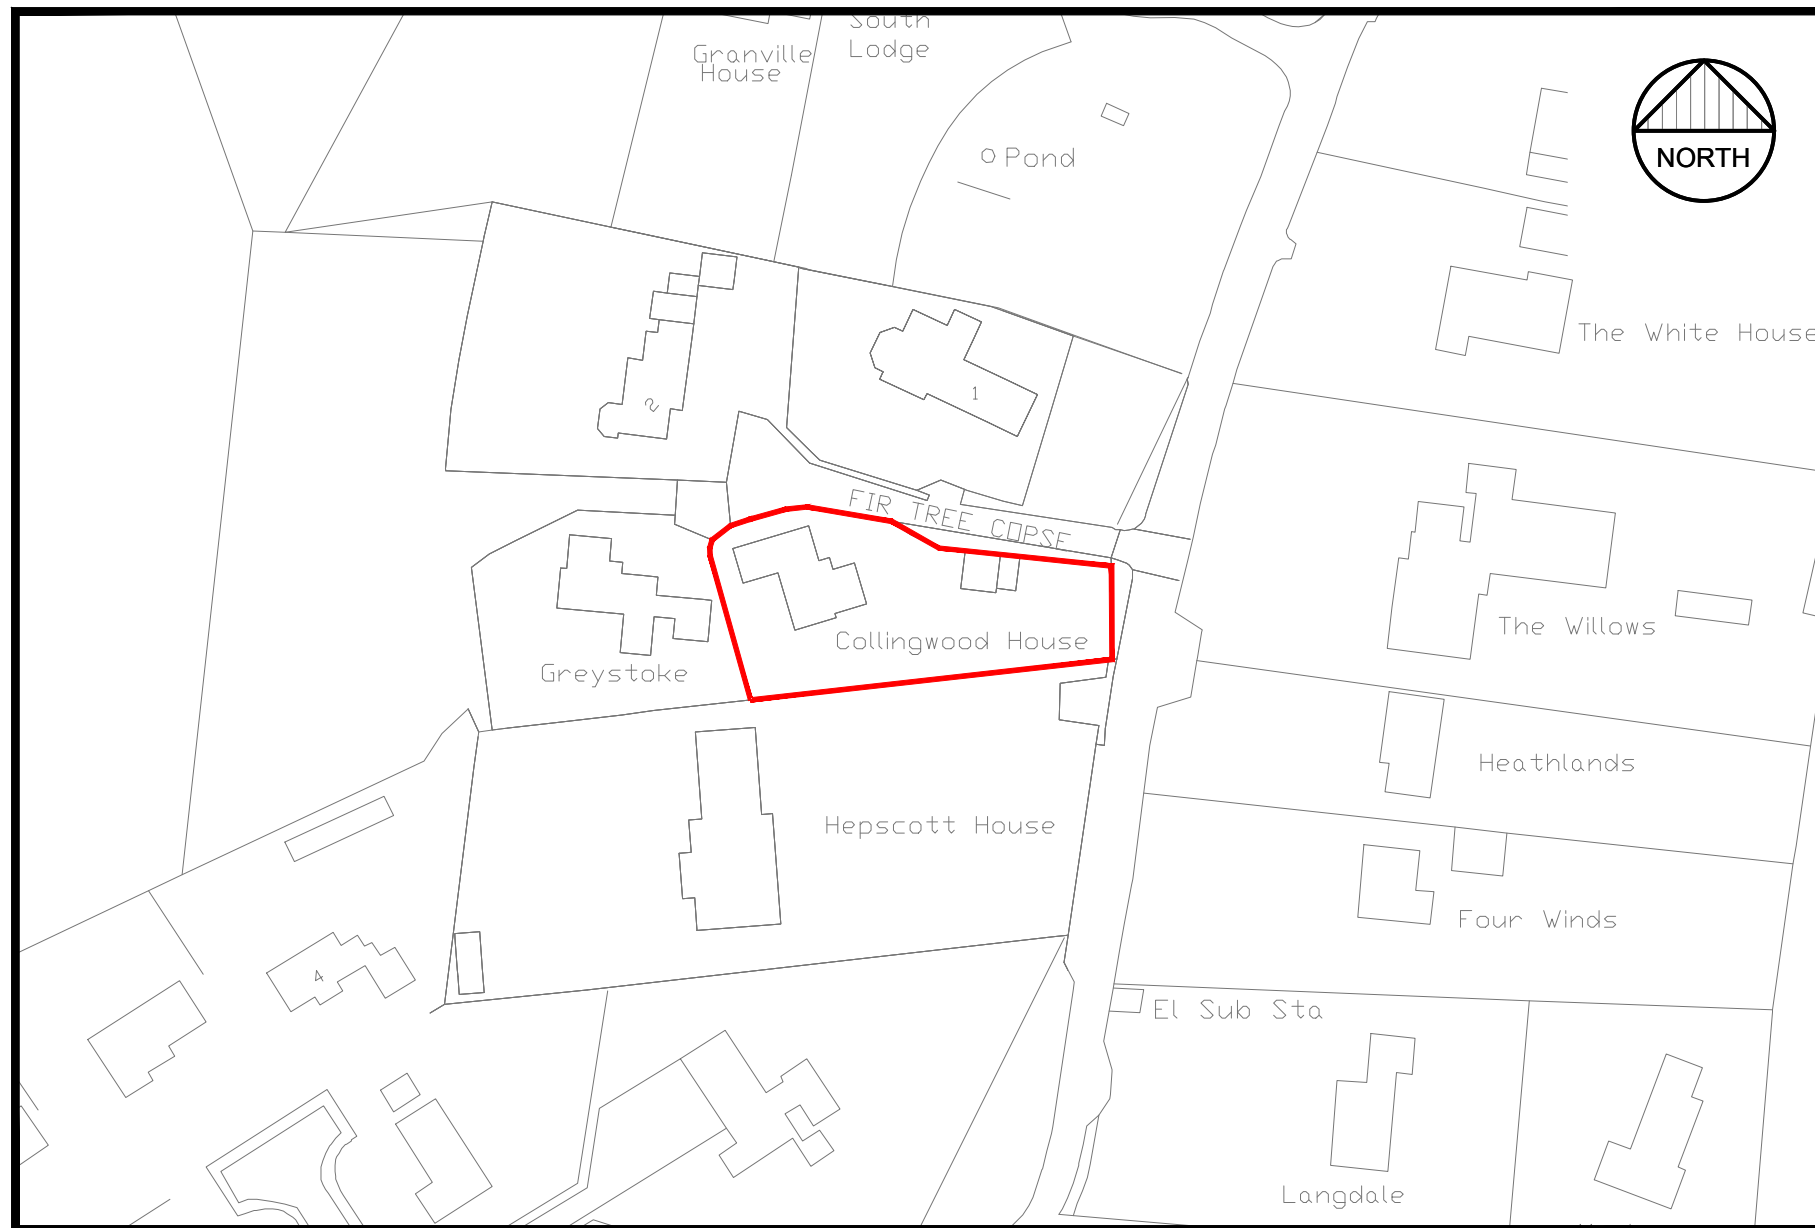 South
Lodge
Granville
House
NORTH
Pond
The White House
1
2
FIR TREE COPSE
The Willows
Collingwood House
Greystoke
Heathlands
Hepscott House
Four Winds
4
El Sub Sta
Langdale